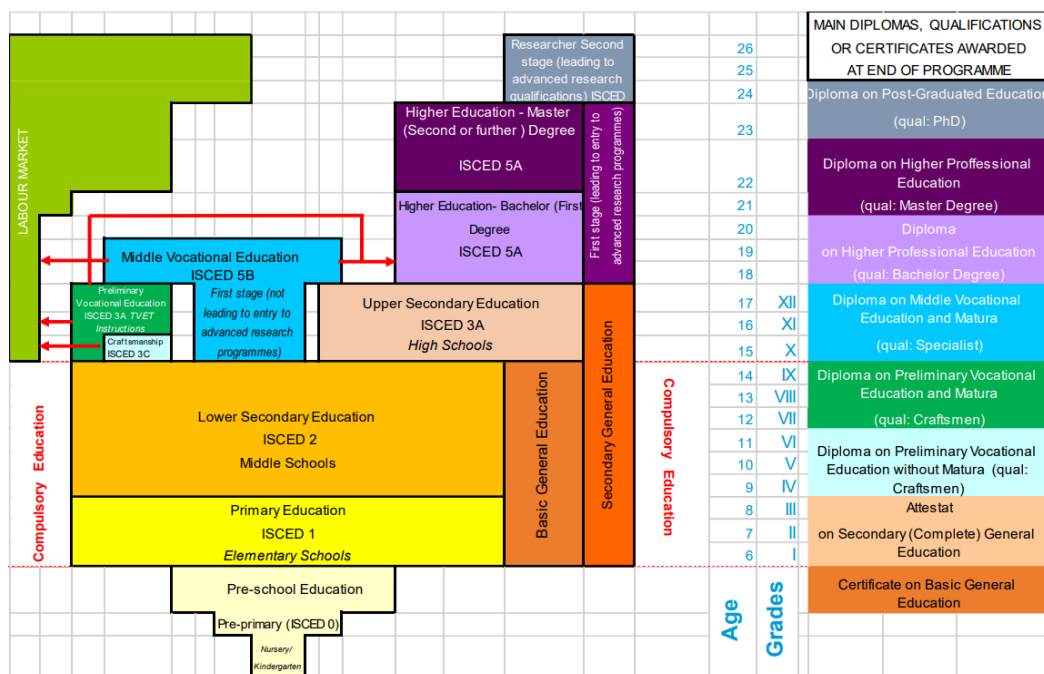 MAIN DIPLOMAS, QUALIFICATIONS
OR CERTIFICATES AWARDED
AT END OF PROGRAMME
LABOUR MARKET
Researcher Second
stage (leading to
advanced research
qualifications) ISCED
Higher Education - Master
(Second or further ) Degree
ISCED 5A
First stage (leading to entry to
advanced research programmes)
Higher Education- Bachelor (First
Degree
ISCED 5A
Middle Vocational Education
ISCED 5B
First stage (not
leading to entry to
advanced research
programmes)
Preliminary
Vocational Education
ISCED 3A TVET
Instructions
Craftsmanship
ISCED 3C
Upper Secondary Education
ISCED 3A
High Schools
Compulsory Education
Lower Secondary Education
ISCED 2
Middle Schools
Primary Education
ISCED 1
Elementary Schools
Basic General Education
Secondary General Education
Compulsory Education
Pre-school Education
Pre-primary (ISCED 0)
Nursery/
Kindergarten
26
25
24
23
22
21
20
19
18
17 XII
16 XI
15 X
14 IX
13 VIII
12 VII
11 VI
10 V
9 IV
8 III
7 II
6 I
Age
Grades
Diploma on Post-Graduated Education
(qual: PhD)
Diploma on Higher Proffessional
Education
(qual: Master Degree)
Diploma
on Higher Professional Education
(qual: Bachelor Degree)
Diploma on Middle Vocational
Education and Matura
(qual: Specialist)
Diploma on Preliminary Vocational
Education and Matura
(qual: Craftsmen)
Diploma on Preliminary Vocational
Education without Matura (qual:
Craftsmen)
Attestat
on Secondary (Complete) General
Education
Certificate on Basic General
Education